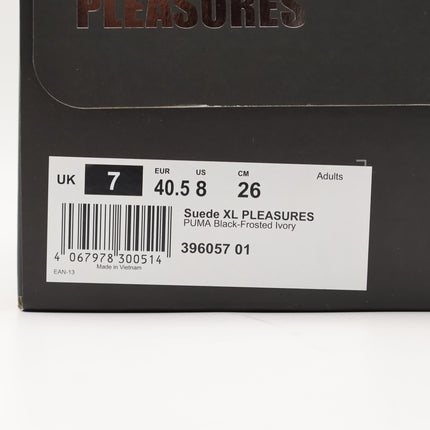 PLEASURES
UK 7 EUR 40.5 US 8 CM 26 Adults
Suede XL PLEASURES
PUMA Black-Frosted Ivory
396057 01
4 067978 300514
EAN-13 Made in Vietnam